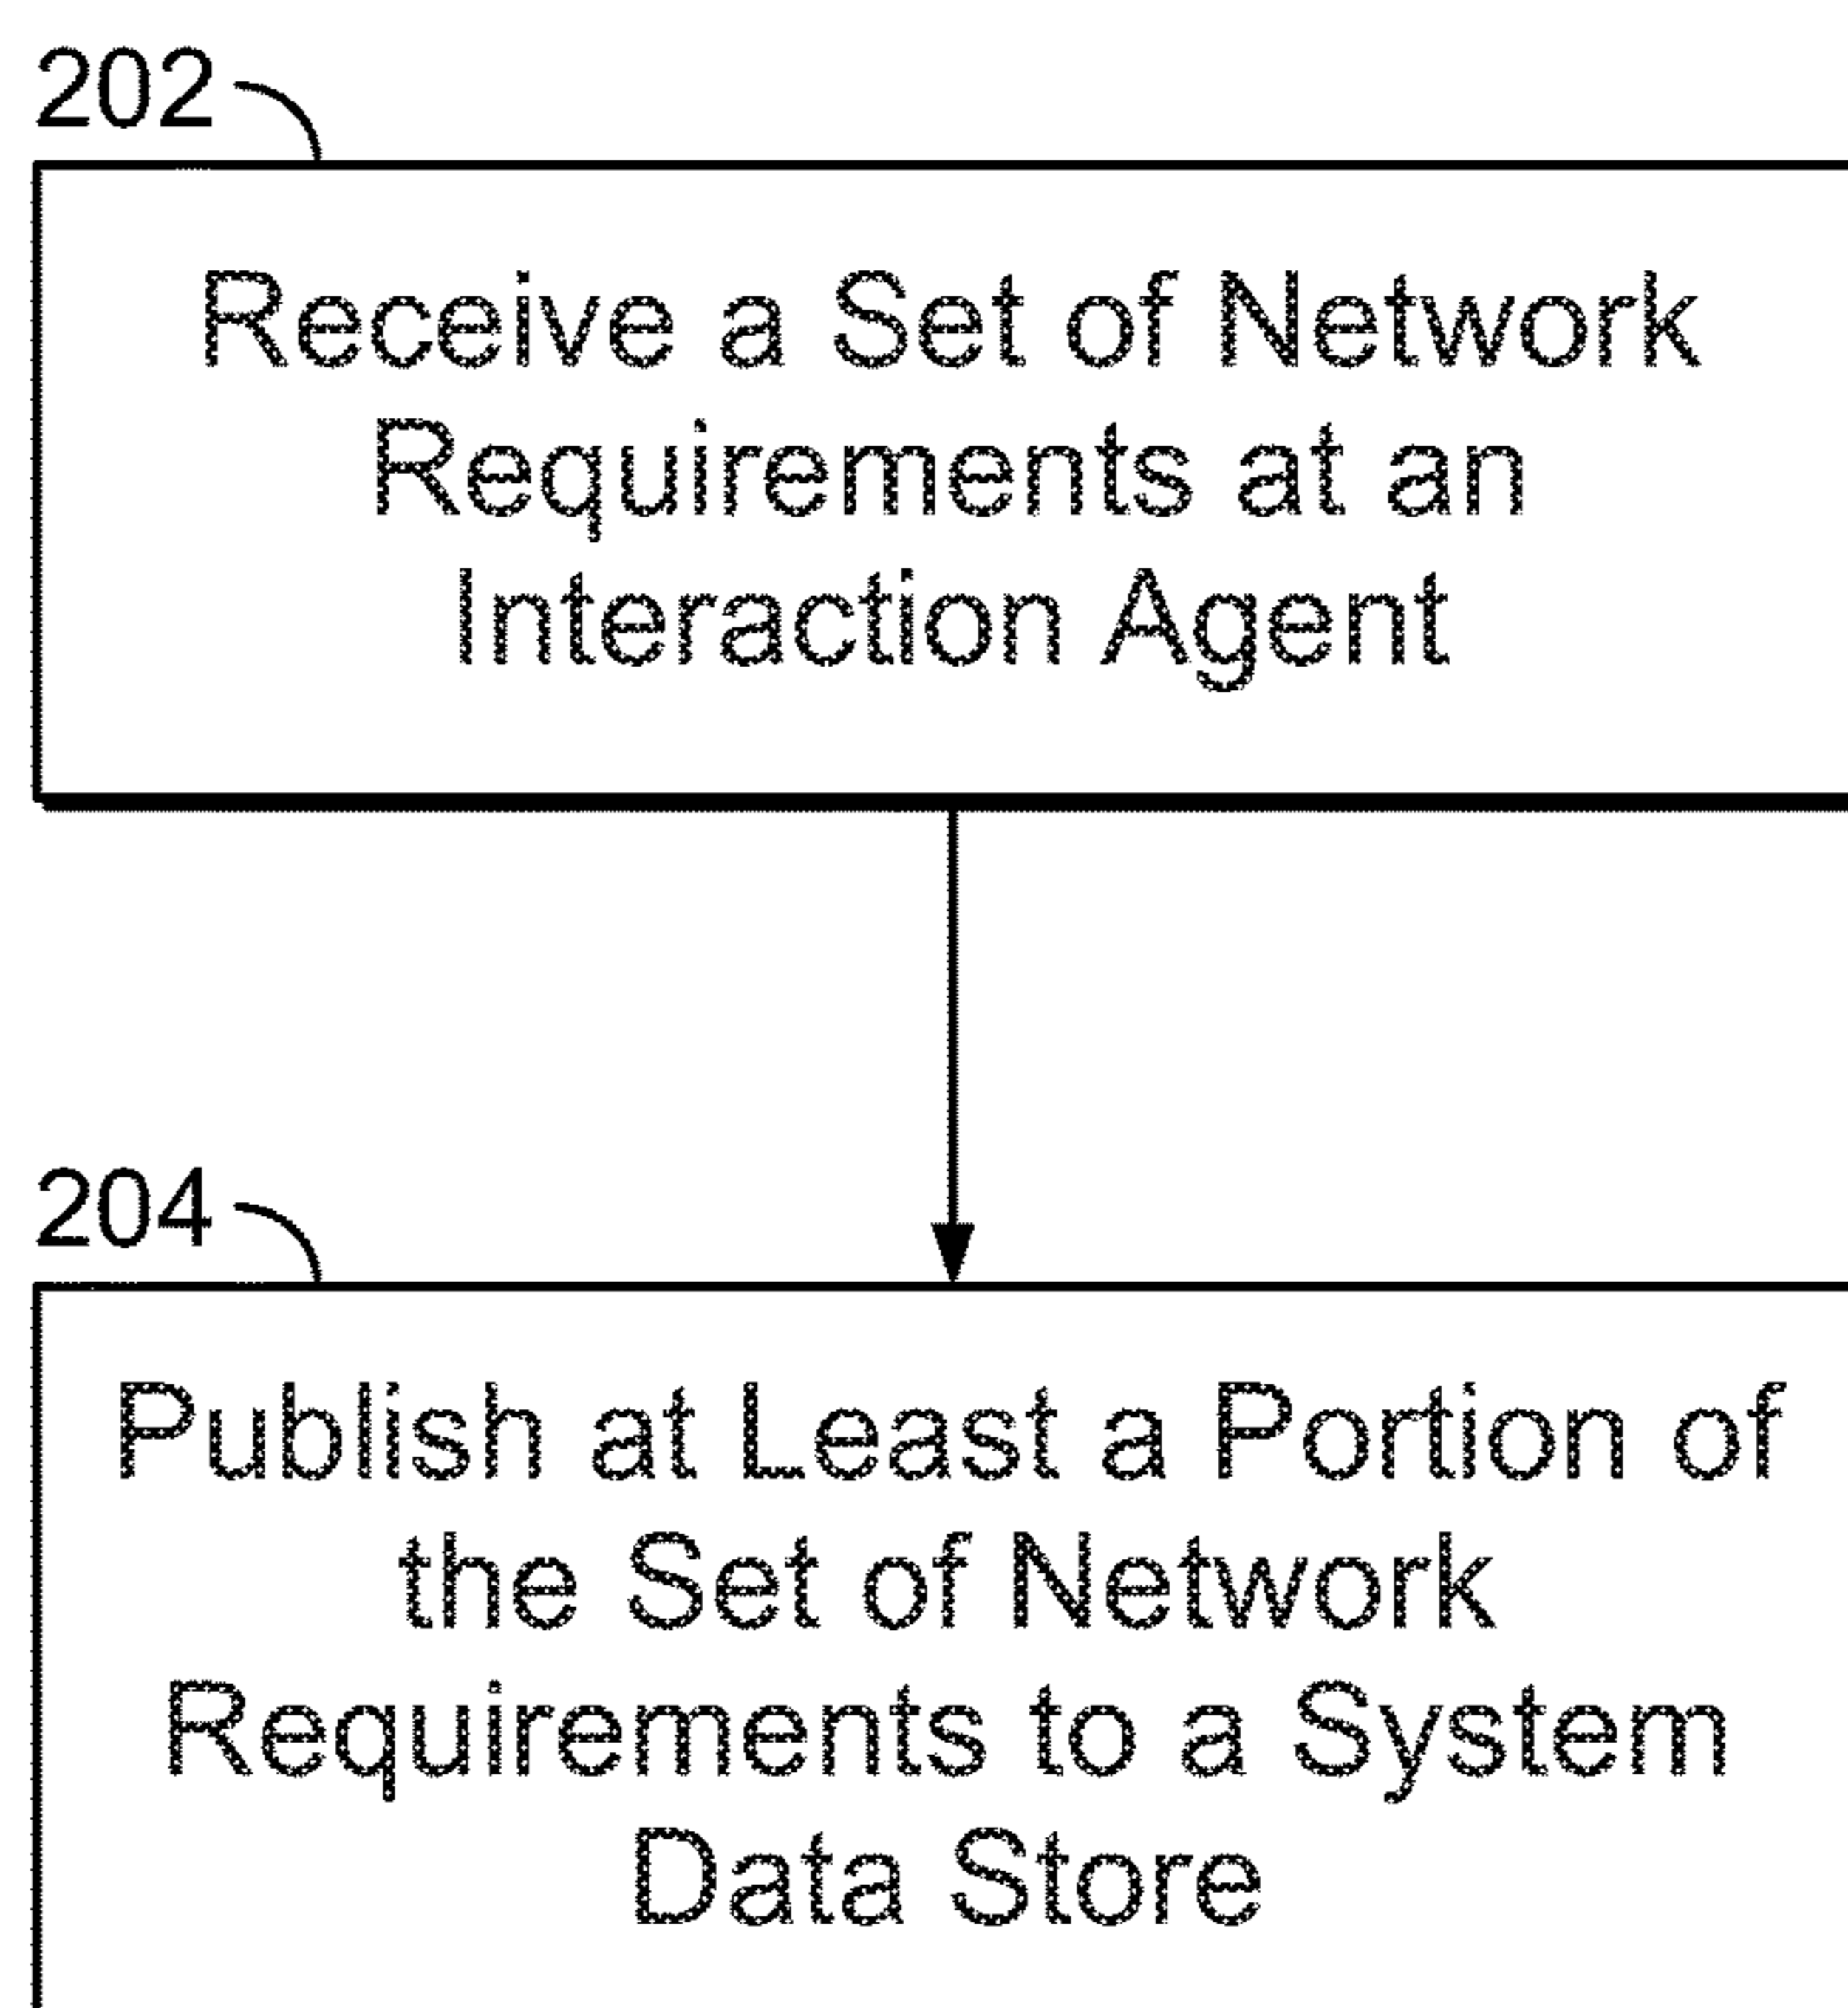 202
Receive a Set of Network
Requirements at an
Interaction Agent
204
Publish at Least a Portion of
the Set of Network
Requirements to a System
Data Store